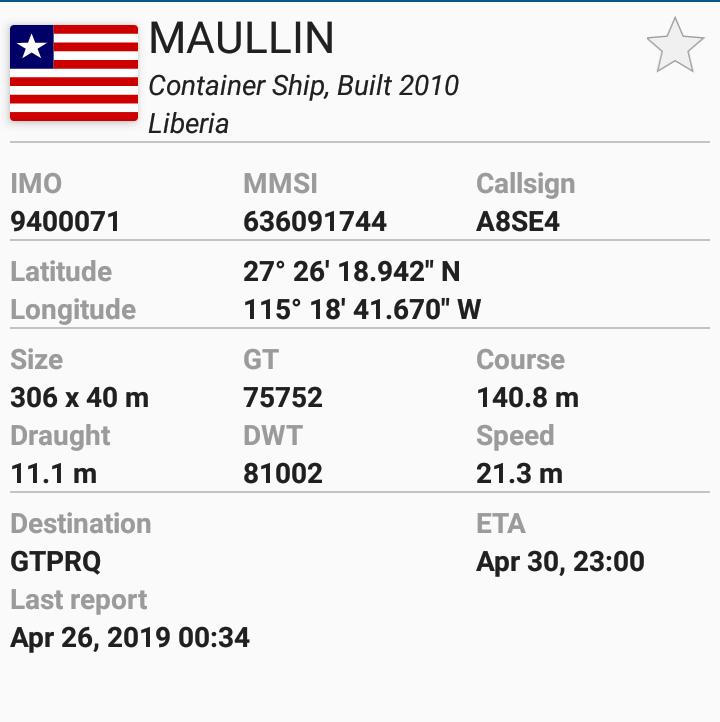 MAULLIN
Container Ship, Built 2010
Liberia
IMO MMSI Callsign
9400071 636091744 A8SE4
Latitude 27° 26' 18.942" N
Longitude 115° 18' 41.670" W
Size GT Course
306 x 40 m 75752 140.8 m
Draught DWT Speed
11.1 m 81002 21.3 m
Destination ETA
GTPRQ Apr 30, 23:00
Last report
Apr 26, 2019 00:34